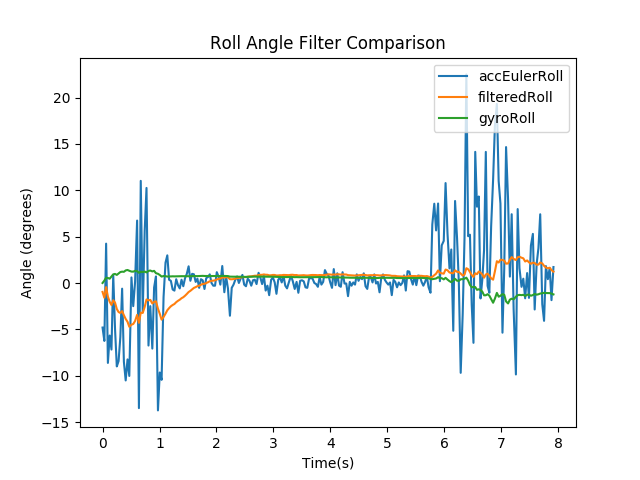 Roll Angle Filter Comparison
accEulerRoll
filteredRoll
gyroRoll
Angle (degrees)
20
15
10
5
0
−5
−10
−15
0 1 2 3 4 5 6 7 8
Time(s)